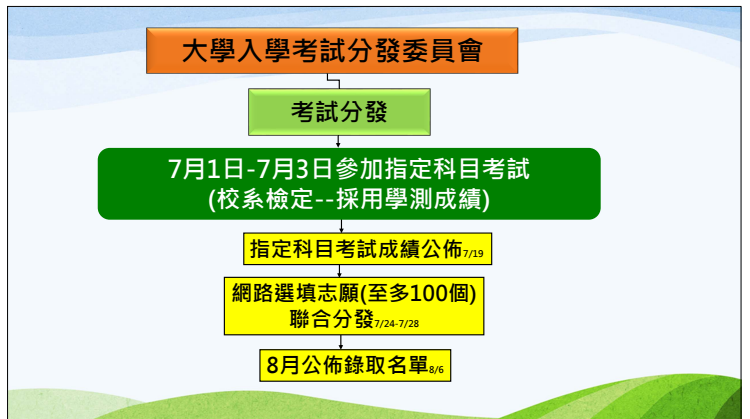 大學入學考試分發委員會
考試分發
7月1日-7月3日參加指定科目考試
(校系檢定--採用學測成績)
指定科目考試成績公佈7/19
網路選填志願(至多100個)
聯合分發7/24-7/28
8月公佈錄取名單8/6